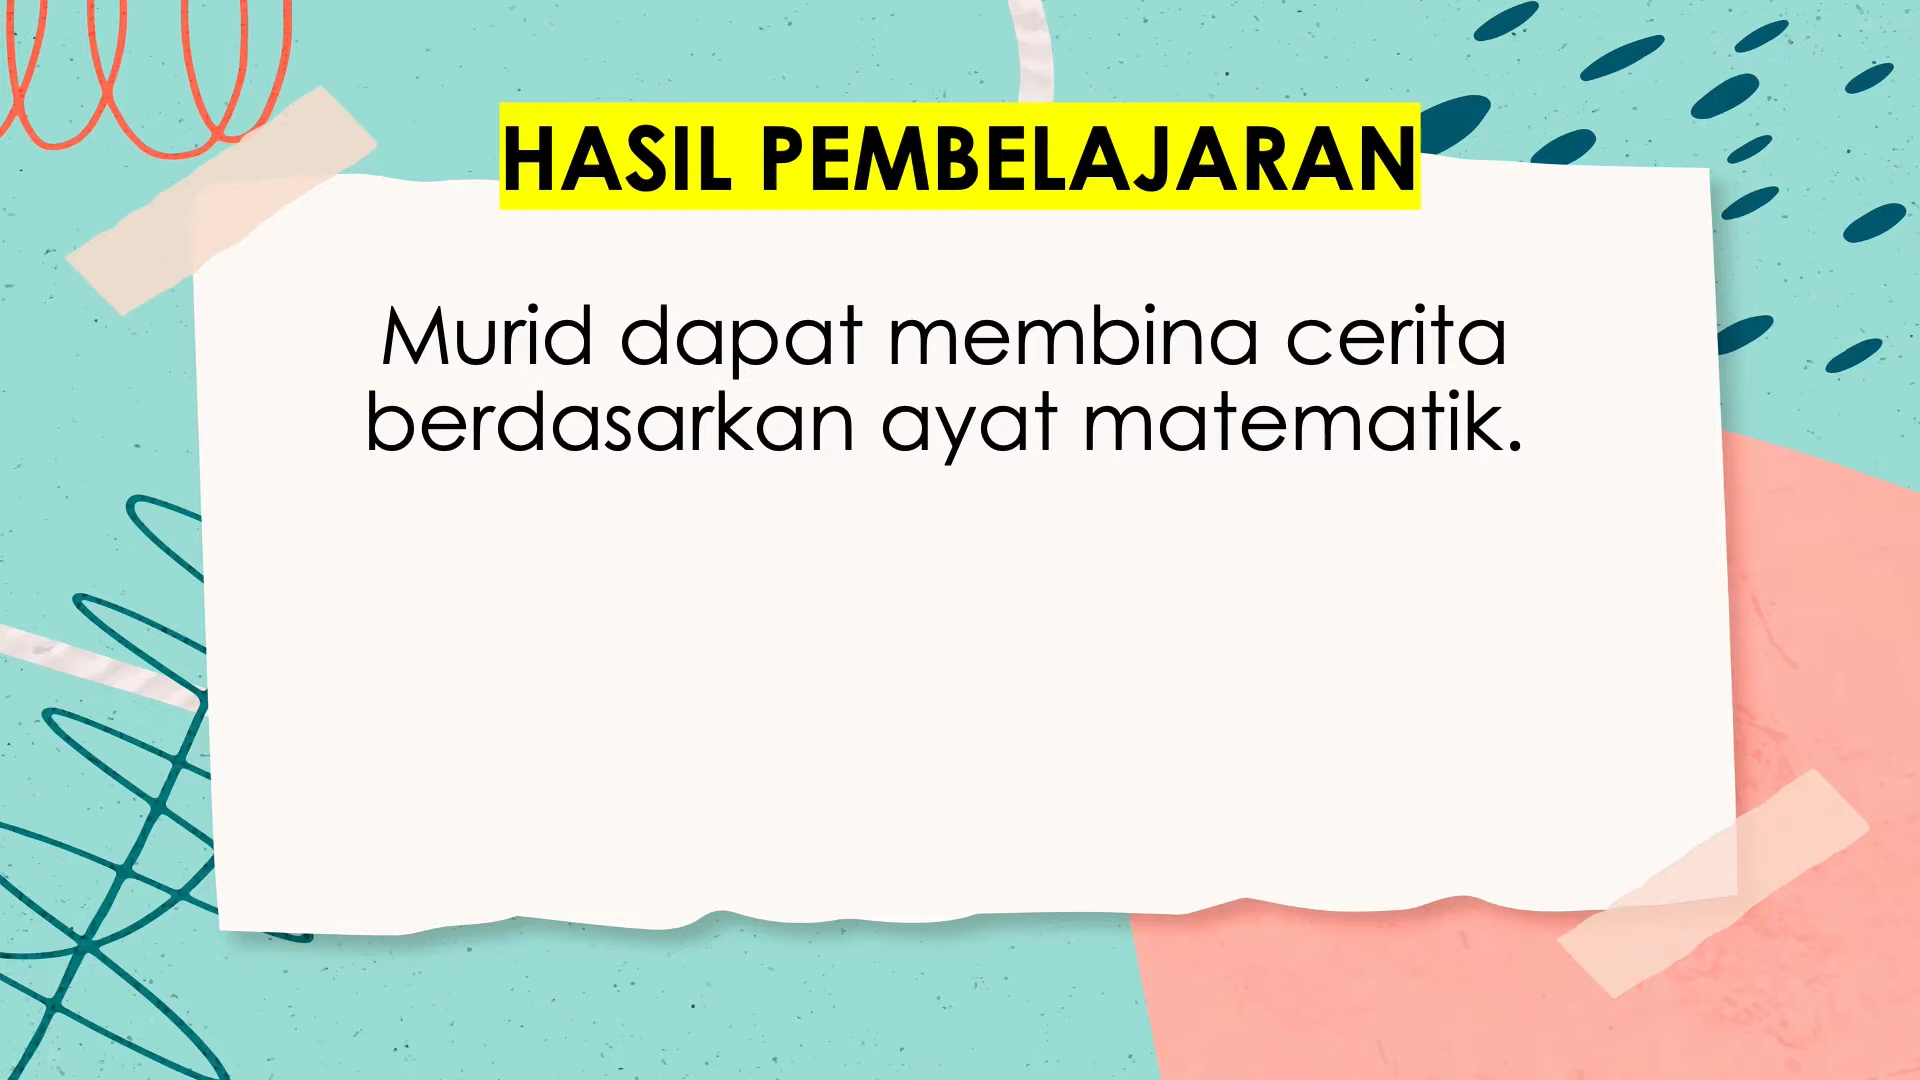 HASIL PEMBELAJARAN
Murid dapat membina cerita
berdasarkan ayat matematik.